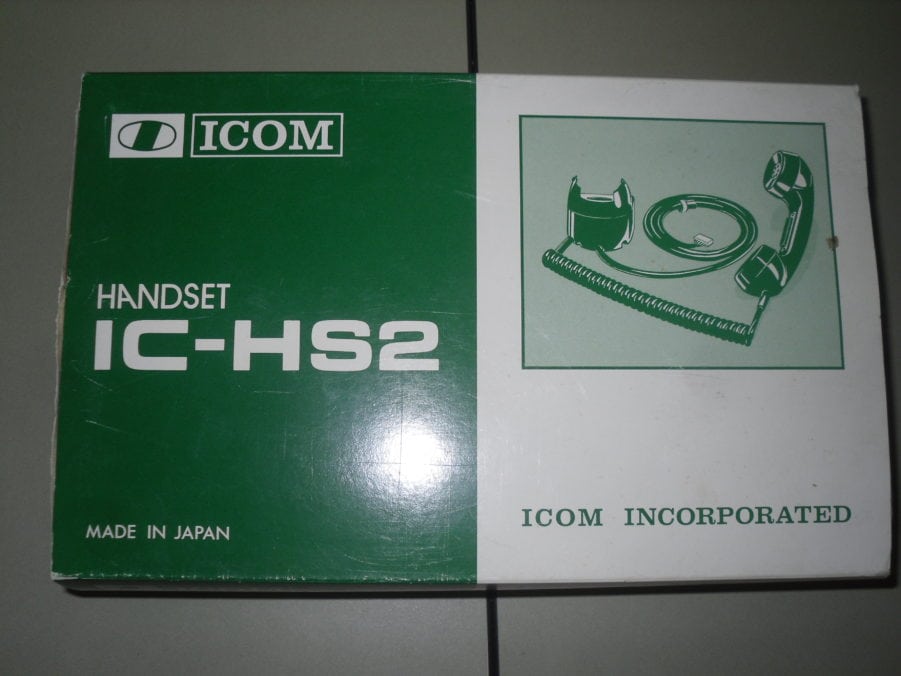 ICOM
HANDSET
IC-HS2
MADE IN JAPAN
ICOM INCORPORATED